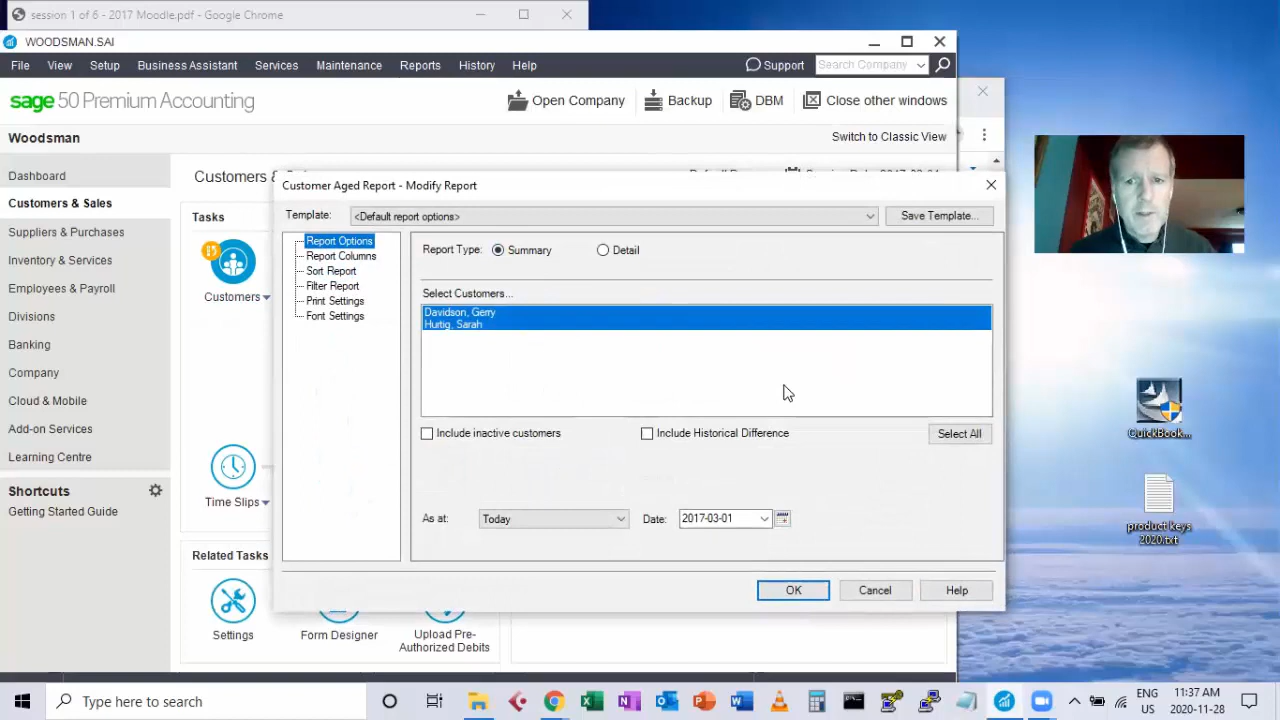 session 1 of 6 - 2017 Moodle.pdf - Google Chrome
WOODSMAN.SAI
File View Setup Business Assistant Services Maintenance Reports History Help Support Search Company
sage 50 Premium Accounting Open Company Backup DBM Close other windows
Woodsman Switch to Classic View
Dashboard
Customers & Sales
Suppliers & Purchases
Inventory & Services
Employees & Payroll
Divisions
Banking
Company
Cloud & Mobile
Add-on Services
Learning Centre
Shortcuts
Getting Started Guide
Customers &
Tasks
Customers
Time Slips
Related Tasks
Settings
Form Designer
Upload Pre-
Authorized Debits
Customer Aged Report - Modify Report
Template: <Default report options> Save Template...
Report Options
Report Columns
Sort Report
Filter Report
Print Settings
Font Settings
Report Type: Summary Detail
Select Customers...
Davidson, Gerry
Hurtig, Sarah
Include inactive customers Include Historical Difference Select All
As at: Today Date: 2017-03-01
OK Cancel Help
QuickBook...
product keys
2020.txt
Type here to search
ENG
US
11:37 AM
2020-11-28